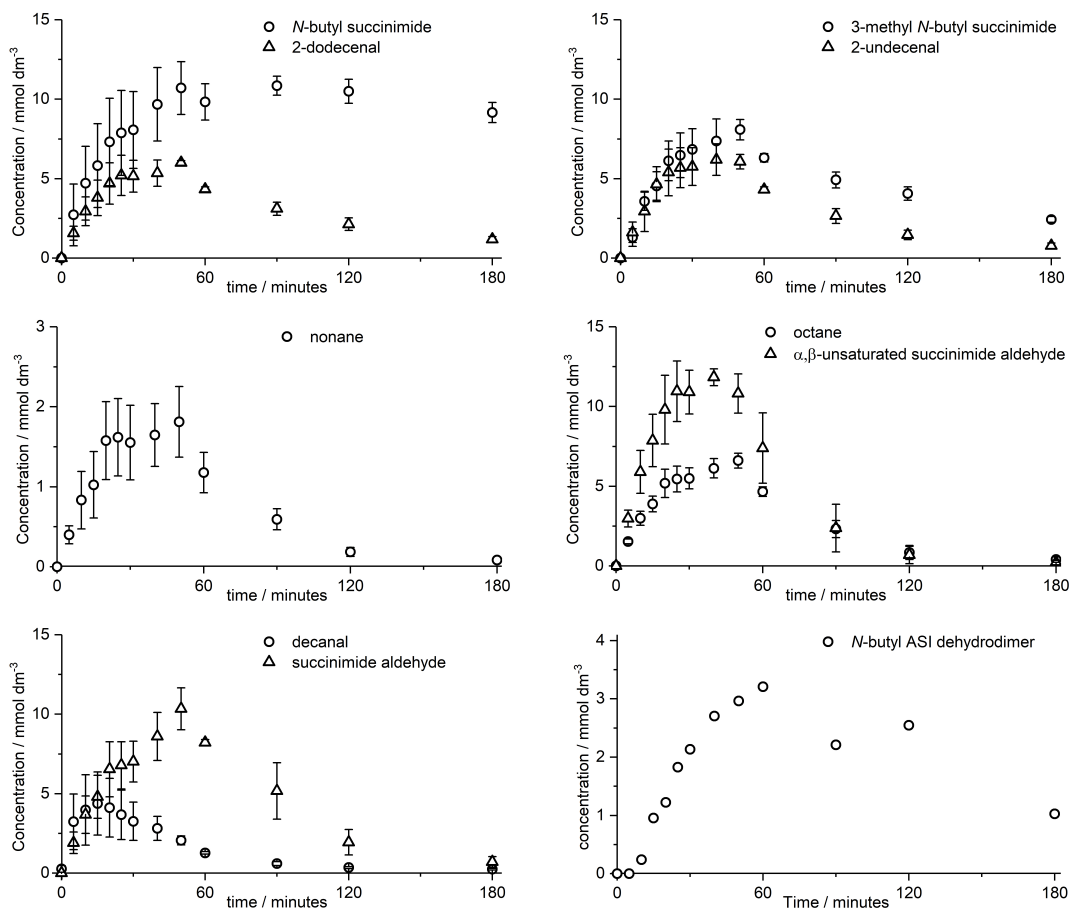 N-butyl succinimide
2-dodecenal
Concentration / mmol dm-3
15
10
5
0
0
60
120
180
time / minutes
3-methyl N-butyl succinimide
2-undecenal
Concentration / mmol dm-3
15
10
5
0
0
60
120
180
time / minutes
nonane
Concentration / mmol dm-3
3
2
1
0
0
60
120
180
time / minutes
octane
α,β-unsaturated succinimide aldehyde
Concentration / mmol dm-3
15
10
5
0
0
60
120
180
time / minutes
decanal
succinimide aldehyde
Concentration / mmol dm-3
15
10
5
0
0
60
120
180
time / minutes
N-butyl ASI dehydrodimer
concentration / mmol dm-3
4
3
2
1
0
0
60
120
180
Time / minutes